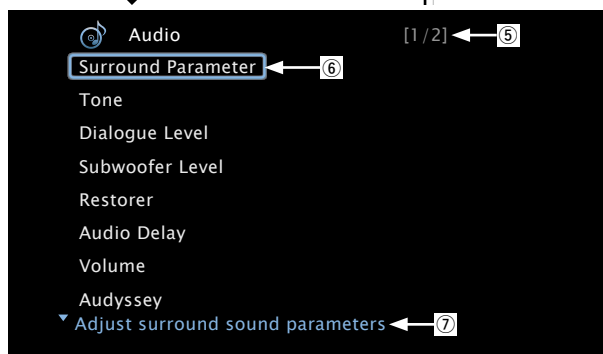 Audio [1/2] ⑤
Surround Parameter ⑥
Tone
Dialogue Level
Subwoofer Level
Restorer
Audio Delay
Volume
Audyssey
Adjust surround sound parameters ⑦